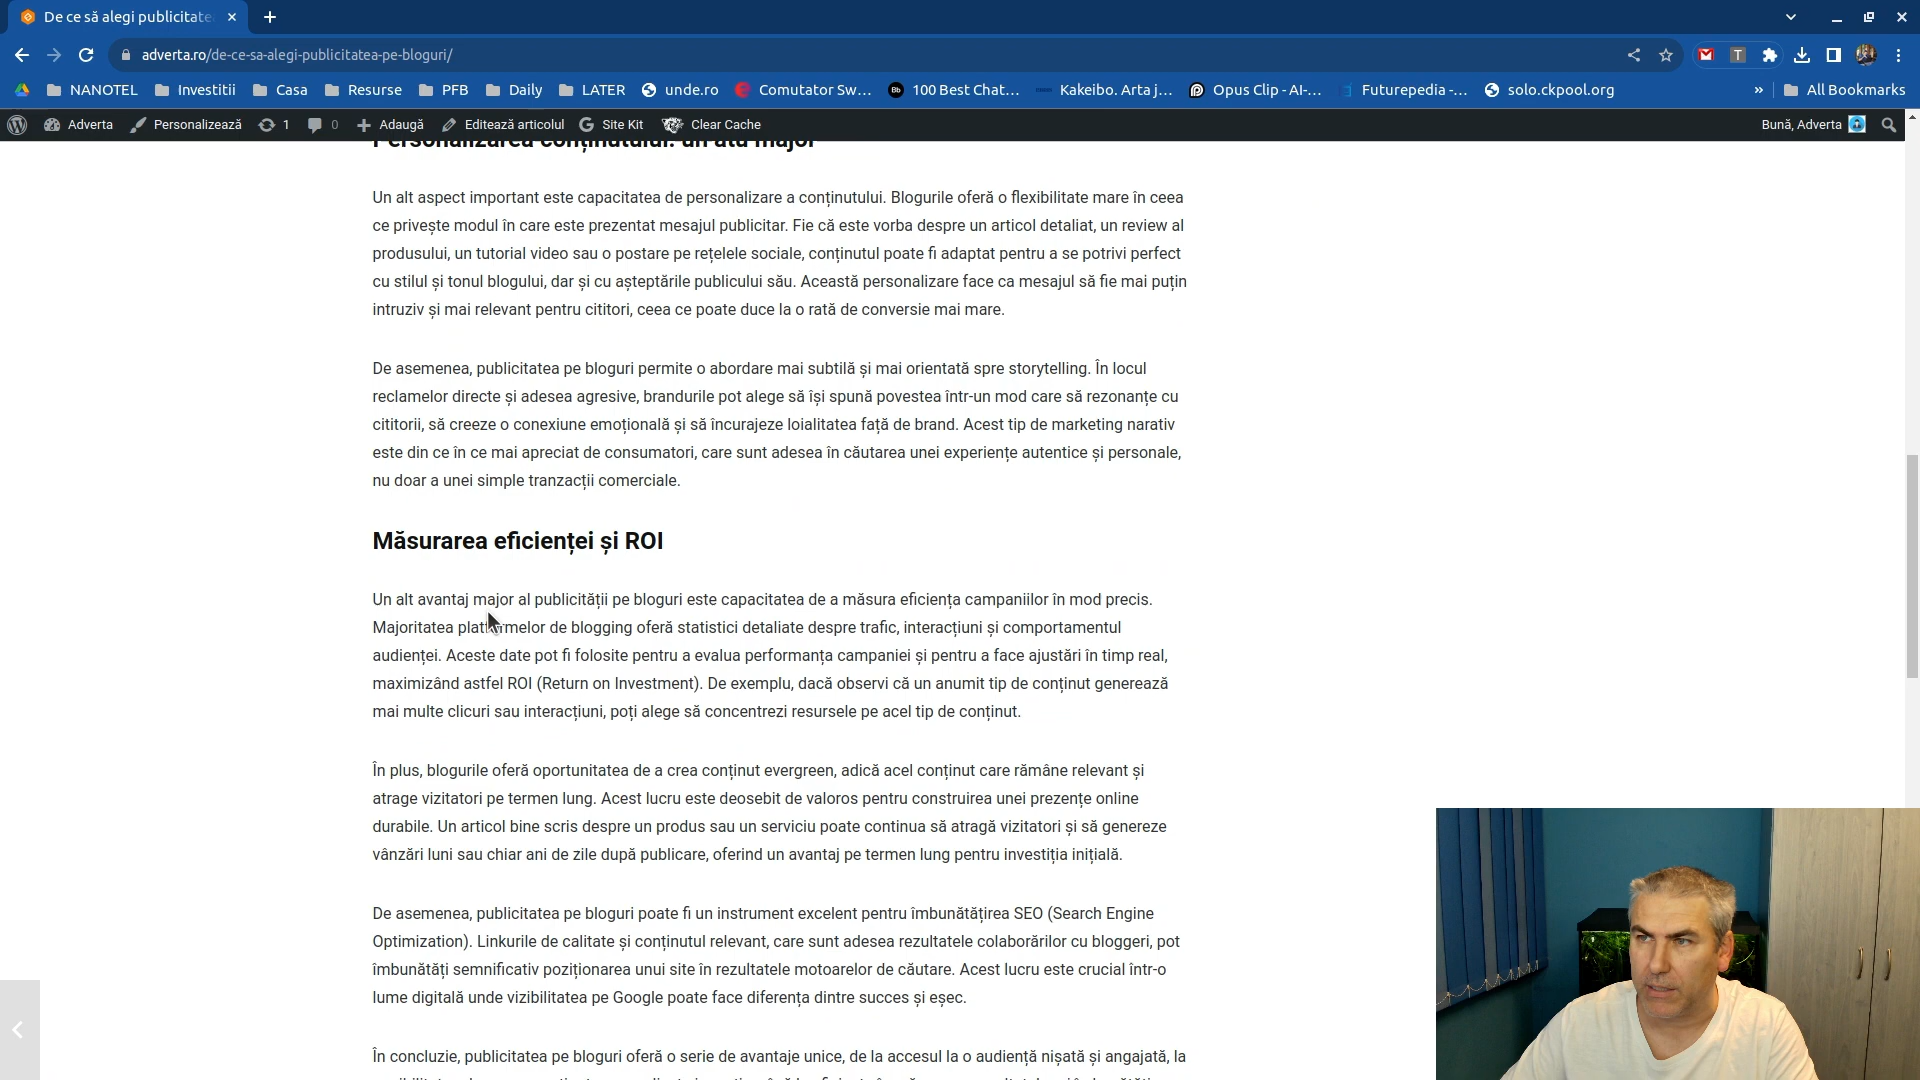 De ce să alegi publicitatea
adverta.ro/de-ce-sa-alegi-publicitatea-pe-bloguri/
NANOTEL Investitii Casa Resurse PFB Daily LATER unde.ro Comutator Sw... 100 Best Chat... Kakeibo. Arta j... Opus Clip - AI-... Futurepedia -... solo.ckpool.org » All Bookmarks
Adverta Personalizează 1 0 Adaugă Editează articolul Site Kit Clear Cache Bună, Adverta
Personalizarea conținutului: un atu major
Un alt aspect important este capacitatea de personalizare a conținutului. Blogurile oferă o flexibilitate mare în ceea
ce privește modul în care este prezentat mesajul publicitar. Fie că este vorba despre un articol detaliat, un review al
produsului, un tutorial video sau o postare pe rețelele sociale, conținutul poate fi adaptat pentru a se potrivi perfect
cu stilul și tonul blogului, dar și cu așteptările publicului său. Această personalizare face ca mesajul să fie mai puțin
intruziv și mai relevant pentru cititori, ceea ce poate duce la o rată de conversie mai mare.
De asemenea, publicitatea pe bloguri permite o abordare mai subtilă și mai orientată spre storytelling. În locul
reclamelor directe și adesea agresive, brandurile pot alege să își spună povestea într-un mod care să rezonanțe cu
cititorii, să creeze o conexiune emoțională și să încurajeze loialitatea față de brand. Acest tip de marketing narativ
este din ce în ce mai apreciat de consumatori, care sunt adesea în căutarea unei experiențe autentice și personale,
nu doar a unei simple tranzacții comerciale.
Măsurarea eficienței și ROI
Un alt avantaj major al publicității pe bloguri este capacitatea de a măsura eficiența campaniilor în mod precis.
Majoritatea platformelor de blogging oferă statistici detaliate despre trafic, interacțiuni și comportamentul
audienței. Aceste date pot fi folosite pentru a evalua performanța campaniei și pentru a face ajustări în timp real,
maximizând astfel ROI (Return on Investment). De exemplu, dacă observi că un anumit tip de conținut generează
mai multe clicuri sau interacțiuni, poți alege să concentrezi resursele pe acel tip de conținut.
În plus, blogurile oferă oportunitatea de a crea conținut evergreen, adică acel conținut care rămâne relevant și
atrage vizitatori pe termen lung. Acest lucru este deosebit de valoros pentru construirea unei prezențe online
durabile. Un articol bine scris despre un produs sau un serviciu poate continua să atragă vizitatori și să genereze
vânzări luni sau chiar ani de zile după publicare, oferind un avantaj pe termen lung pentru investiția inițială.
De asemenea, publicitatea pe bloguri poate fi un instrument excelent pentru îmbunătățirea SEO (Search Engine
Optimization). Linkurile de calitate și conținutul relevant, care sunt adesea rezultatele colaborărilor cu bloggeri, pot
îmbunătăți semnificativ poziționarea unui site în rezultatele motoarelor de căutare. Acest lucru este crucial într-o
lume digitală unde vizibilitatea pe Google poate face diferența dintre succes și eșec.
În concluzie, publicitatea pe bloguri oferă o serie de avantaje unice, de la accesul la o audiență nișată și angajată, la